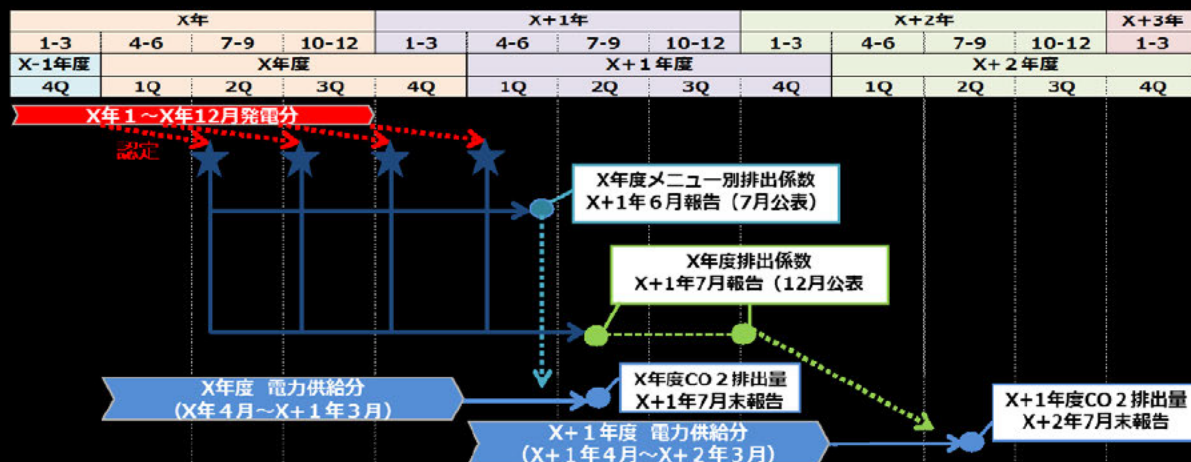 X年 X+1年 X+2年 X+3年
1-3 4-6 7-9 10-12 1-3 4-6 7-9 10-12 1-3 4-6 7-9 10-12 1-3
X-1年度 X年度 X+1年度 X+2年度
4Q 1Q 2Q 3Q 4Q 1Q 2Q 3Q 4Q 1Q 2Q 3Q 4Q
X年1～X年12月発電分
認定
X年度メニュー別排出係数
X+1年6月報告（7月公表）
X年度排出係数
X+1年7月報告（12月公表
X年度 電力供給分
（X年4月～X+1年3月）
X年度CO2排出量
X+1年7月末報告
X+1年度CO2排出量
X+2年7月末報告
X+1年度 電力供給分
（X+1年4月～X+2年3月）